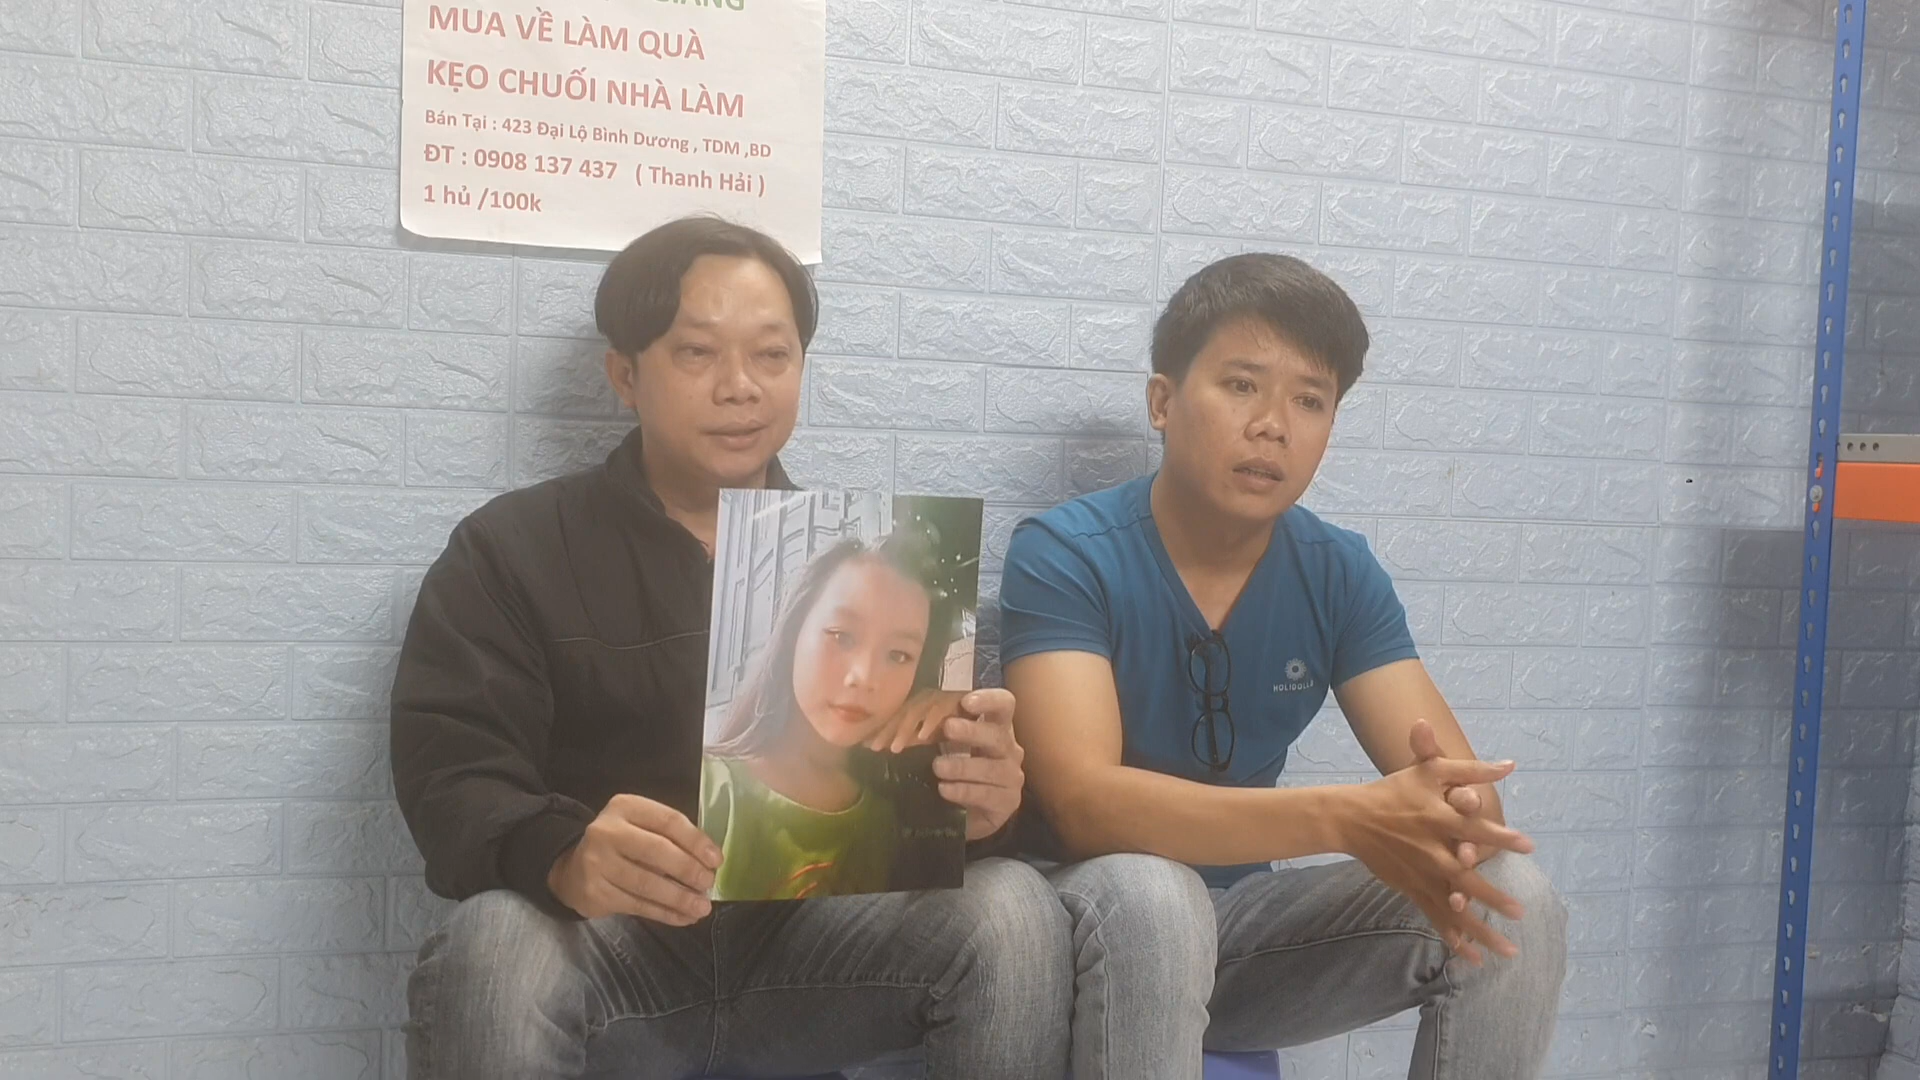 MUA VỀ LÀM QUÀ
KẸO CHUỐI NHÀ LÀM
Bán Tại : 423 Đại Lộ Bình Dương , TDM ,BD
ĐT : 0908 137 437 ( Thanh Hải )
1 hủ /100k